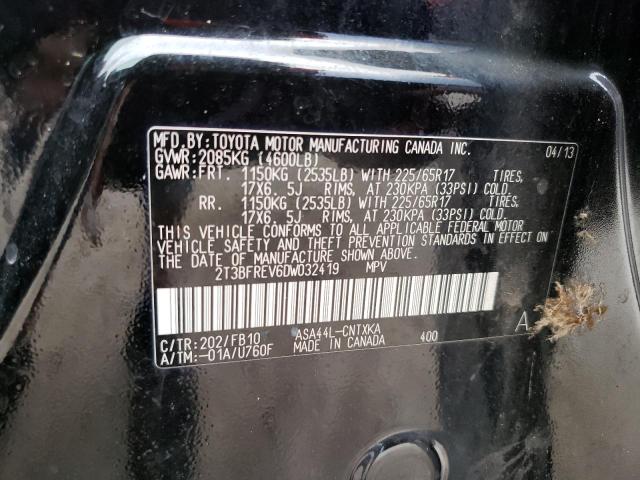 MFD. BY: TOYOTA MOTOR MANUFACTURING CANADA INC. 04/13
GVWR: 2085KG (4600LB)
GAWR: FRT. 1150KG (2535LB) WITH 225/65R17 TIRES,
17X6. 5J RIMS, AT 230KPA (33PSI) COLD.
RR. 1150KG (2535LB) WITH 225/65R17 TIRES,
17X6. 5J RIMS, AT 230KPA (33PSI) COLD.
THIS VEHICLE CONFORMS TO ALL APPLICABLE FEDERAL MOTOR
VEHICLE SAFETY AND THEFT PREVENTION STANDARDS IN EFFECT
ON THE DATE OF MANUFACTURE SHOWN ABOVE.
2T3BFREV6DW032419 MPV
A
C/TR: 202/FB10 ASA44L-CNTXKA 400
A/TM: -01A/U760F MADE IN CANADA